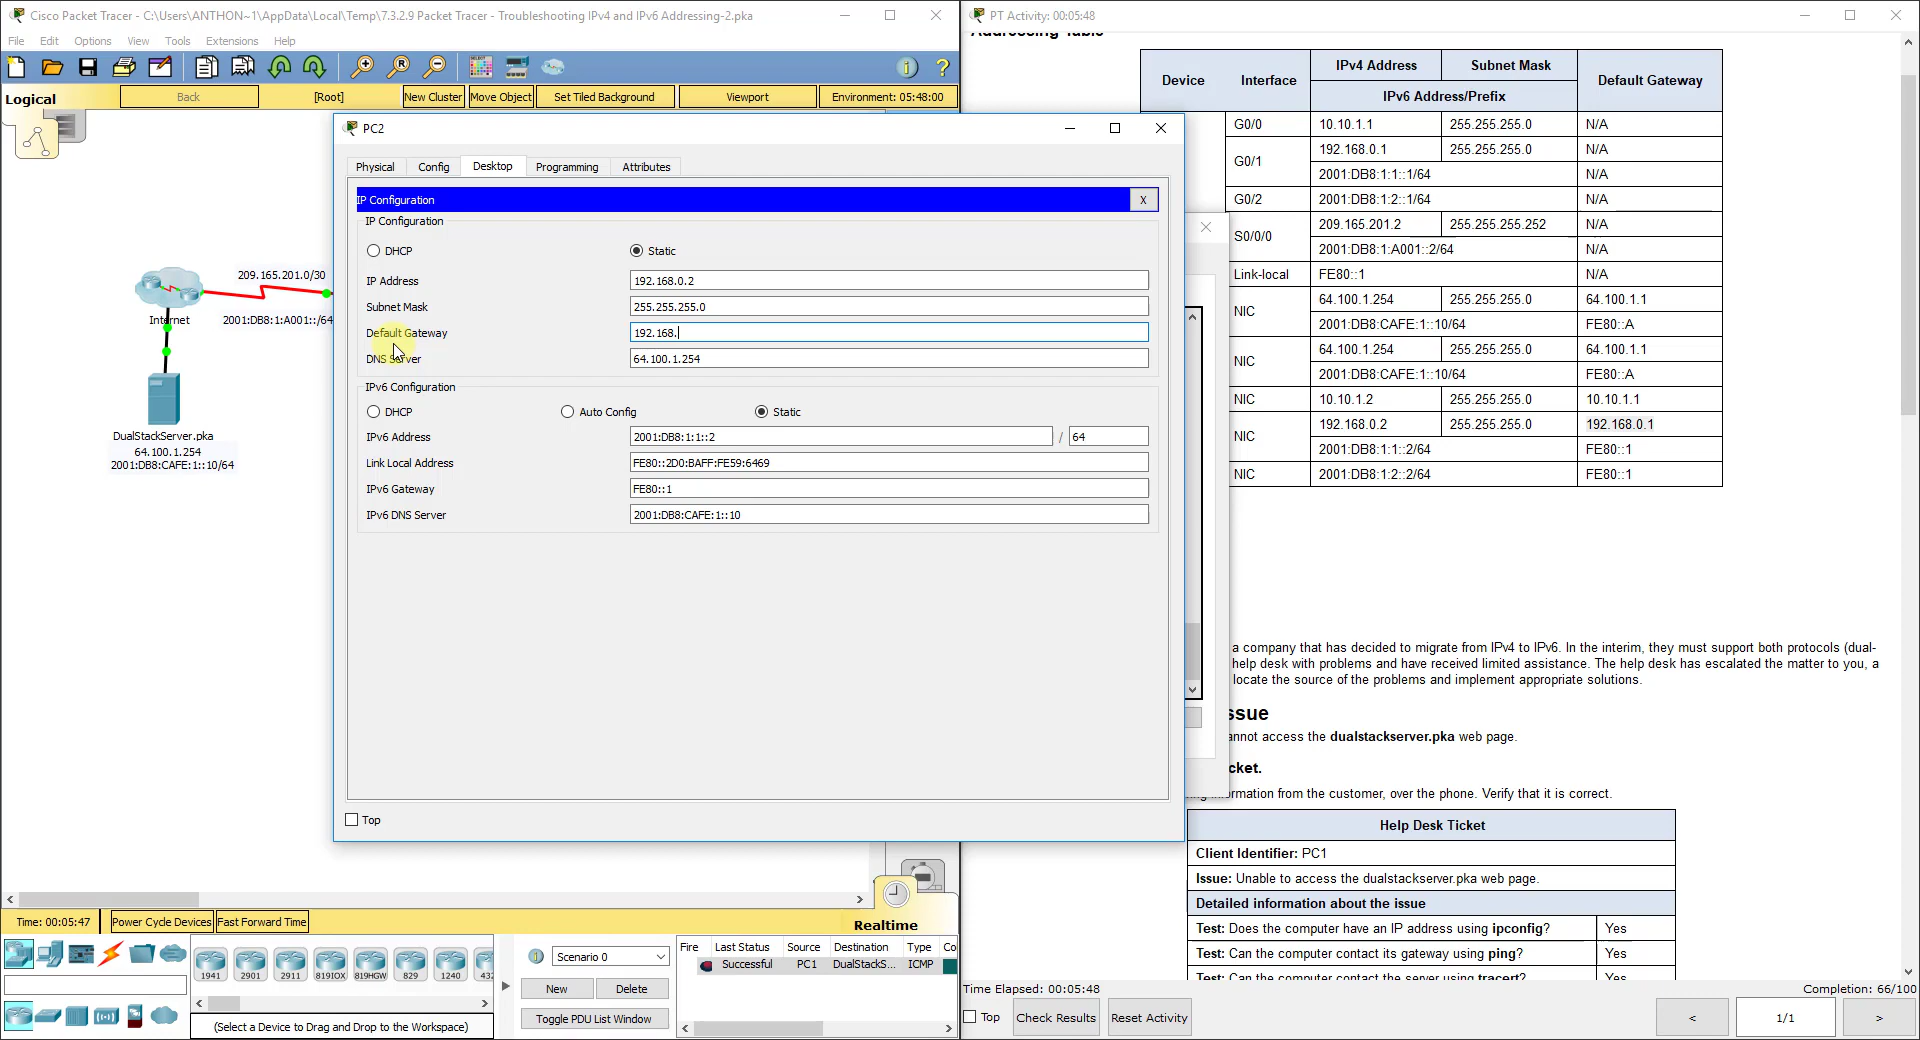 Cisco Packet Tracer - C:\Users\ANTHON~1\AppData\Local\Temp\7.3.2.9 Packet Tracer - Troubleshooting IPv4 and IPv6 Addressing-2.pka
File Edit Options View Tools Extensions Help
Logical Back [Root] New Cluster Move Object Set Tiled Background Viewport Environment: 05:48:00
209.165.201.0/30
Internet 2001:DB8:1:A001::/64
DualStackServer.pka
64.100.1.254
2001:DB8:CAFE:1::10/64
PC2
Physical Config Desktop Programming Attributes
IP Configuration X
IP Configuration
DHCP Static
IP Address 192.168.0.2
Subnet Mask 255.255.255.0
Default Gateway 192.168.
DNS Server 64.100.1.254
IPv6 Configuration
DHCP Auto Config Static
IPv6 Address 2001:DB8:1:1::2 / 64
Link Local Address FE80::2D0:BAFF:FE59:6469
IPv6 Gateway FE80::1
IPv6 DNS Server 2001:DB8:CAFE:1::10
Top
Time: 00:05:47 Power Cycle Devices Fast Forward Time Realtime
1941 2901 2911 819IOX 819HGW 829 1240
(Select a Device to Drag and Drop to the Workspace)
Scenario 0
New Delete
Toggle PDU List Window
Fire Last Status Source Destination Type Co
Successful PC1 DualStackS... ICMP
PT Activity: 00:05:48
Addressing Table
Device Interface IPv4 Address Subnet Mask Default Gateway
IPv6 Address/Prefix
G0/0 10.10.1.1 255.255.255.0 N/A
G0/1 192.168.0.1 255.255.255.0 N/A
2001:DB8:1:1::1/64 N/A
G0/2 2001:DB8:1:2::1/64 N/A
S0/0/0 209.165.201.2 255.255.255.252 N/A
2001:DB8:1:A001::2/64 N/A
Link-local FE80::1 N/A
NIC 64.100.1.254 255.255.255.0 64.100.1.1
2001:DB8:CAFE:1::10/64 FE80::A
NIC 64.100.1.254 255.255.255.0 64.100.1.1
2001:DB8:CAFE:1::10/64 FE80::A
NIC 10.10.1.2 255.255.255.0 10.10.1.1
NIC 192.168.0.2 255.255.255.0 192.168.0.1
2001:DB8:1:1::2/64 FE80::1
NIC 2001:DB8:1:2::2/64 FE80::1
a company that has decided to migrate from IPv4 to IPv6. In the interim, they must support both protocols (dual-
help desk with problems and have received limited assistance. The help desk has escalated the matter to you, a
locate the source of the problems and implement appropriate solutions.
ssue
annot access the dualstackserver.pka web page.
cket.
ng information from the customer, over the phone. Verify that it is correct.
Help Desk Ticket
Client Identifier: PC1
Issue: Unable to access the dualstackserver.pka web page.
Detailed information about the issue
Test: Does the computer have an IP address using ipconfig? Yes
Test: Can the computer contact its gateway using ping? Yes
Test: Can the computer contact the server using tracert? Yes
Time Elapsed: 00:05:48 Completion: 66/100
Top Check Results Reset Activity < 1/1 >